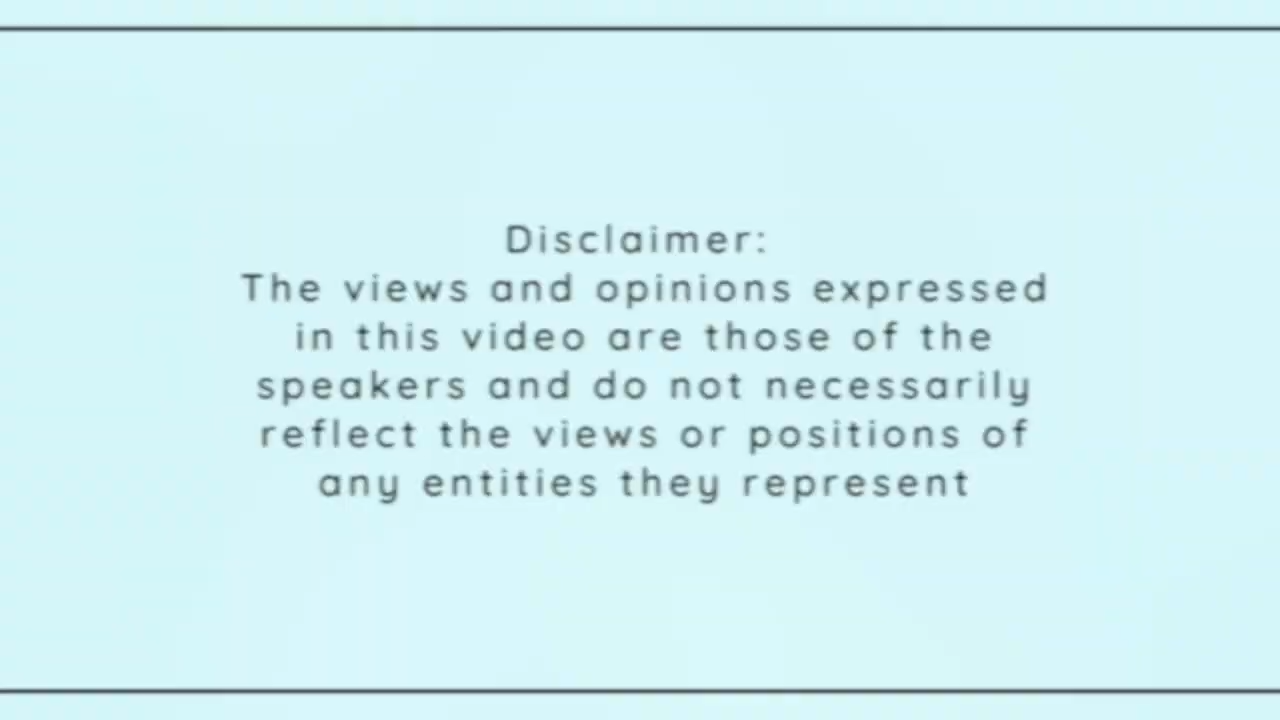 Disclaimer:
The views and opinions expressed
in this video are those of the
speakers and do not necessarily
reflect the views or positions of
any entities they represent